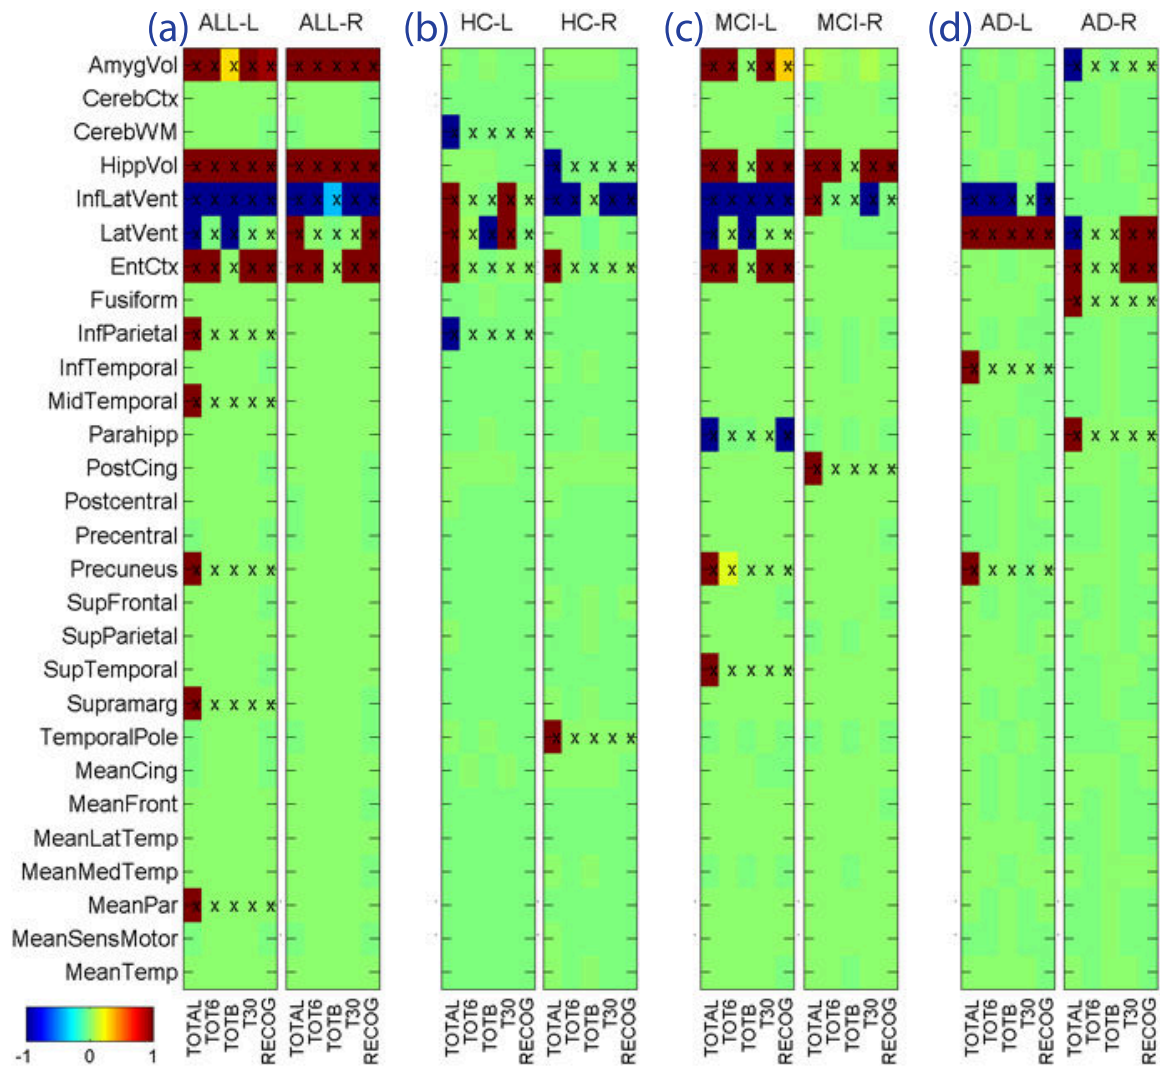 (a) ALL-L ALL-R (b) HC-L HC-R (c) MCI-L MCI-R (d) AD-L AD-R
AmygVol x x x x x x x x x x x x x x x x x x x x
CerebCtx
CerebWM x x x x x
HippVol x x x x x x x x x x x x x x x x x x x x x x x x x
InfLatVent x x x x x x x x x x x x x x x x x x x x x x x x x x x x x x x x x x x
LatVent x x x x x x x x x x x x x x x x x x x x x x x x x x x x x x
EntCtx x x x x x x x x x x x x x x x x x x x x x x x x x x x x x x
Fusiform x x x x x
InfParietal x x x x x x x x x x
InfTemporal x x x x x
MidTemporal x x x x x
Parahipp x x x x x x x x x x
PostCing x x x x x
Postcentral
Precentral
Precuneus x x x x x x x x x x x x x x x
SupFrontal
SupParietal
SupTemporal x x x x x
Supramarg x x x x x
TemporalPole x x x x x
MeanCing
MeanFront
MeanLatTemp
MeanMedTemp
MeanPar x x x x x
MeanSensMotor
MeanTemp
TOTAL TOT6 TOTB T30 RECOG TOTAL TOT6 TOTB T30 RECOG TOTAL TOT6 TOTB T30 RECOG TOTAL TOT6 TOTB T30 RECOG TOTAL TOT6 TOTB T30 RECOG TOTAL TOT6 TOTB T30 RECOG TOTAL TOT6 TOTB T30 RECOG TOTAL TOT6 TOTB T30 RECOG
-1 0 1